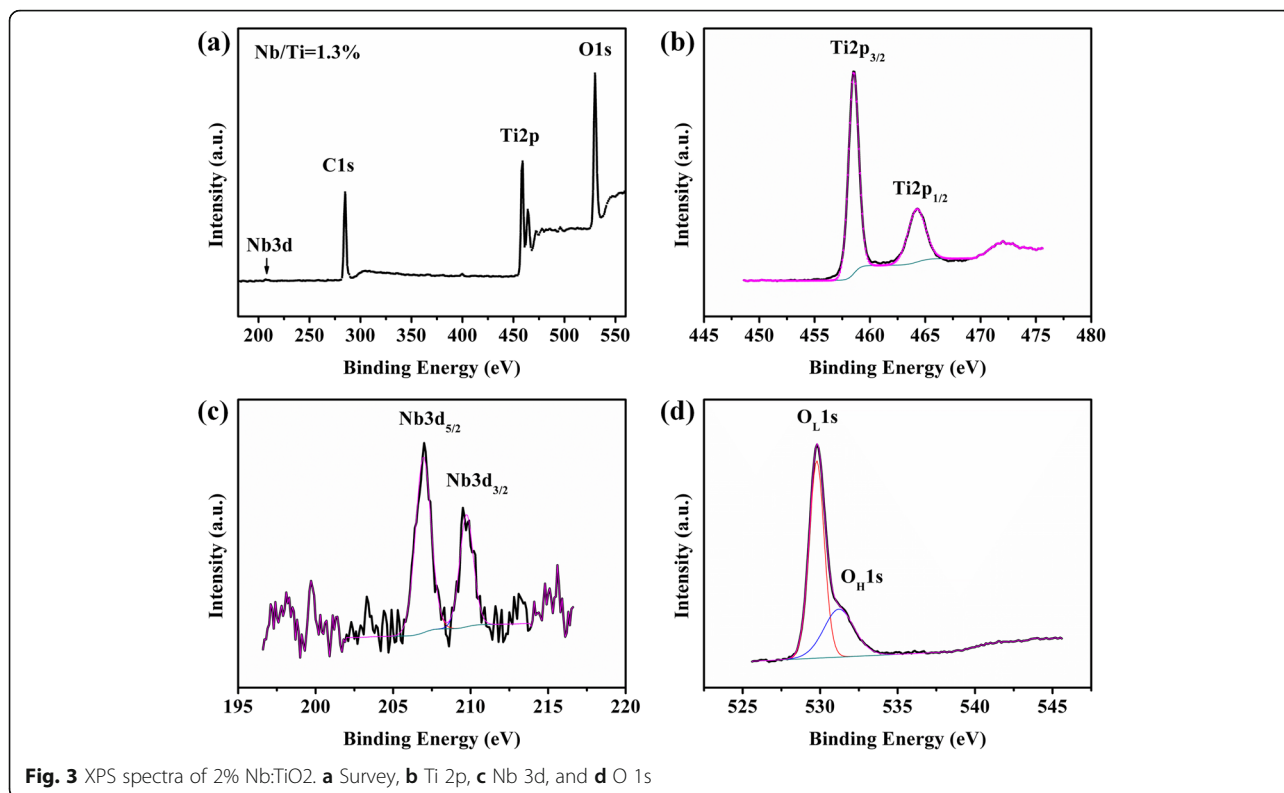 (a)
Nb/Ti=1.3%
O1s
Ti2p
C1s
Nb3d
Intensity (a.u.)
200 250 300 350 400 450 500 550
Binding Energy (eV)
(b)
Ti2p3/2
Ti2p1/2
Intensity (a.u.)
445 450 455 460 465 470 475 480
Binding Energy (eV)
(c)
Nb3d5/2
Nb3d3/2
Intensity (a.u.)
195 200 205 210 215 220
Binding Energy (eV)
(d)
OL1s
OH1s
Intensity (a.u.)
525 530 535 540 545
Binding Energy (eV)
Fig. 3 XPS spectra of 2% Nb:TiO2. a Survey, b Ti 2p, c Nb 3d, and d O 1s